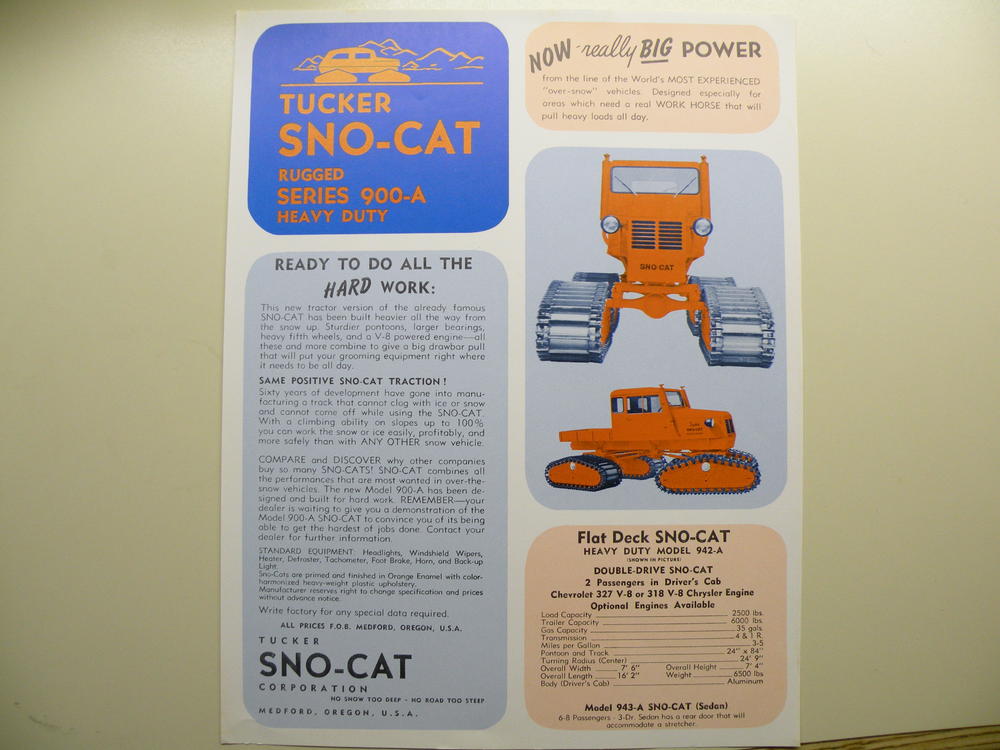 TUCKER
SNO-CAT
RUGGED
SERIES 900-A
HEAVY DUTY
READY TO DO ALL THE
HARD WORK:
This new tractor version of the already famous
SNO-CAT has been built heavier all the way from
the snow up. Sturdier pontoons, larger bearings,
heavy fifth wheels, and a V-8 powered engine—all
these and more combine to give a big drawbar pull
that will put your grooming equipment right where
it needs to be all day.
SAME POSITIVE SNO-CAT TRACTION!
Sixty years of development have gone into manu-
facturing a track that cannot clog with ice or snow
and cannot come off while using the SNO-CAT.
With a climbing ability on slopes up to 100%
you can work the snow or ice easily, profitably, and
more safely than with ANY OTHER snow vehicle.
COMPARE and DISCOVER why other companies
buy so many SNO-CATS! SNO-CAT combines all
the performances that are most wanted in over-the-
snow vehicles. The new Model 900-A has been de-
signed and built for hard work. REMEMBER—your
dealer is waiting to give you a demonstration of the
Model 900-A SNO-CAT to convince you of its being
able to get the hardest of jobs done. Contact your
dealer for further information.
STANDARD EQUIPMENT: Headlights, Windshield Wipers,
Heater, Defroster, Tachometer, Foot Brake, Horn, and Back-up
Light.
Sno-Cats are primed and finished in Orange Enamel with color-
harmonized heavy-weight plastic upholstery.
Manufacturer reserves right to change specification and prices
without advance notice.
Write factory for any special data required.
ALL PRICES F.O.B. MEDFORD, OREGON, U.S.A.
TUCKER
SNO-CAT
CORPORATION
NO SNOW TOO DEEP - NO ROAD TOO STEEP
MEDFORD, OREGON, U.S.A.
NOW-really BIG POWER
from the line of the World's MOST EXPERIENCED
"over-snow" vehicles. Designed especially for
areas which need a real WORK HORSE that will
pull heavy loads all day.
SNO-CAT
Flat Deck SNO-CAT
HEAVY DUTY MODEL 942-A
(SHOWN IN PICTURE)
DOUBLE-DRIVE SNO-CAT
2 Passengers in Driver's Cab
Chevrolet 327 V-8 or 318 V-8 Chrysler Engine
Optional Engines Available
Load Capacity 2500 lbs.
Trailer Capacity 6000 lbs.
Gas Capacity 35 gals.
Transmission 4 & 1 R.
Miles per Gallon 3-5
Pontoon and Track 24" x 84"
Turning Radius (Center) 24' 9"
Overall Width 7' 6" Overall Height 7' 4"
Overall Length 16' 2" Weight 6500 lbs
Body (Driver's Cab) Aluminum
Model 943-A SNO-CAT (Sedan)
6-8 Passengers - 3-Dr. Sedan has a rear door that will
accommodate a stretcher.